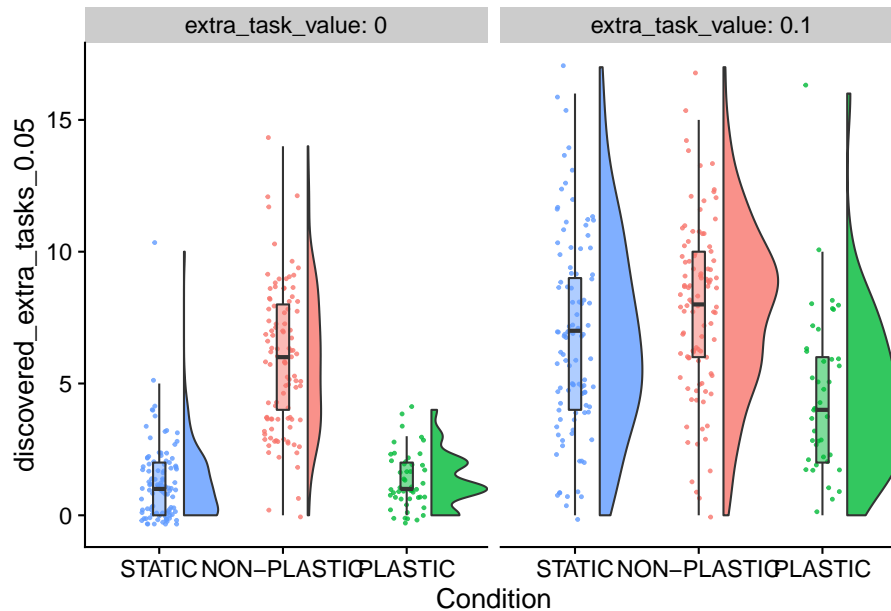 extra_task_value: 0
extra_task_value: 0.1
discovered_extra_tasks_0.05
15
10
5
0
STATIC NON−PLASTIC PLASTIC
STATIC NON−PLASTIC PLASTIC
Condition